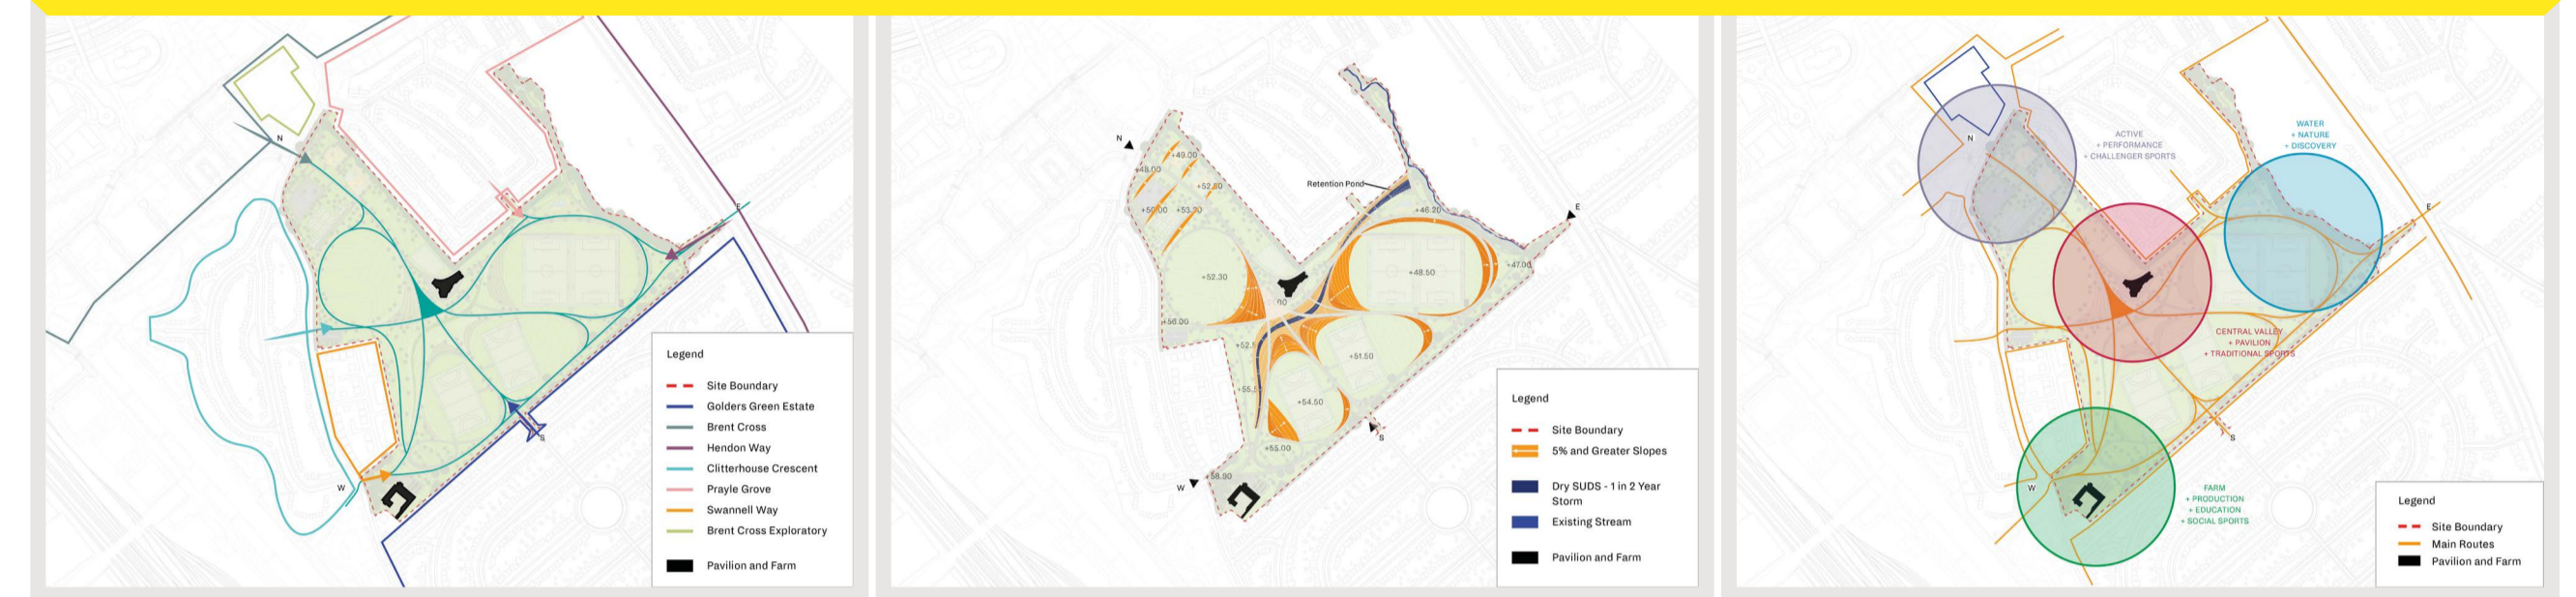 N
E
W
S
Legend
Site Boundary
Golders Green Estate
Brent Cross
Hendon Way
Clitterhouse Crescent
Prayle Grove
Swannell Way
Brent Cross Exploratory
Pavilion and Farm
N
+49.00
+48.00
+52.80
+53.20
Retention Pond
+46.20
E
+47.00
+52.30
+48.50
+56.00
+51.50
+54.50
+55.00
+58.90
W
S
Legend
Site Boundary
5% and Greater Slopes
Dry SUDS - 1 in 2 Year
Storm
Existing Stream
Pavilion and Farm
N
ACTIVE
+ PERFORMANCE
+ CHALLENGER SPORTS
WATER
+ NATURE
+ DISCOVERY
E
CENTRAL VALLEY
+ PAVILION
+ TRADITIONAL SPORTS
S
W
FARM
+ PRODUCTION
+ EDUCATION
+ SOCIAL SPORTS
Legend
Site Boundary
Main Routes
Pavilion and Farm